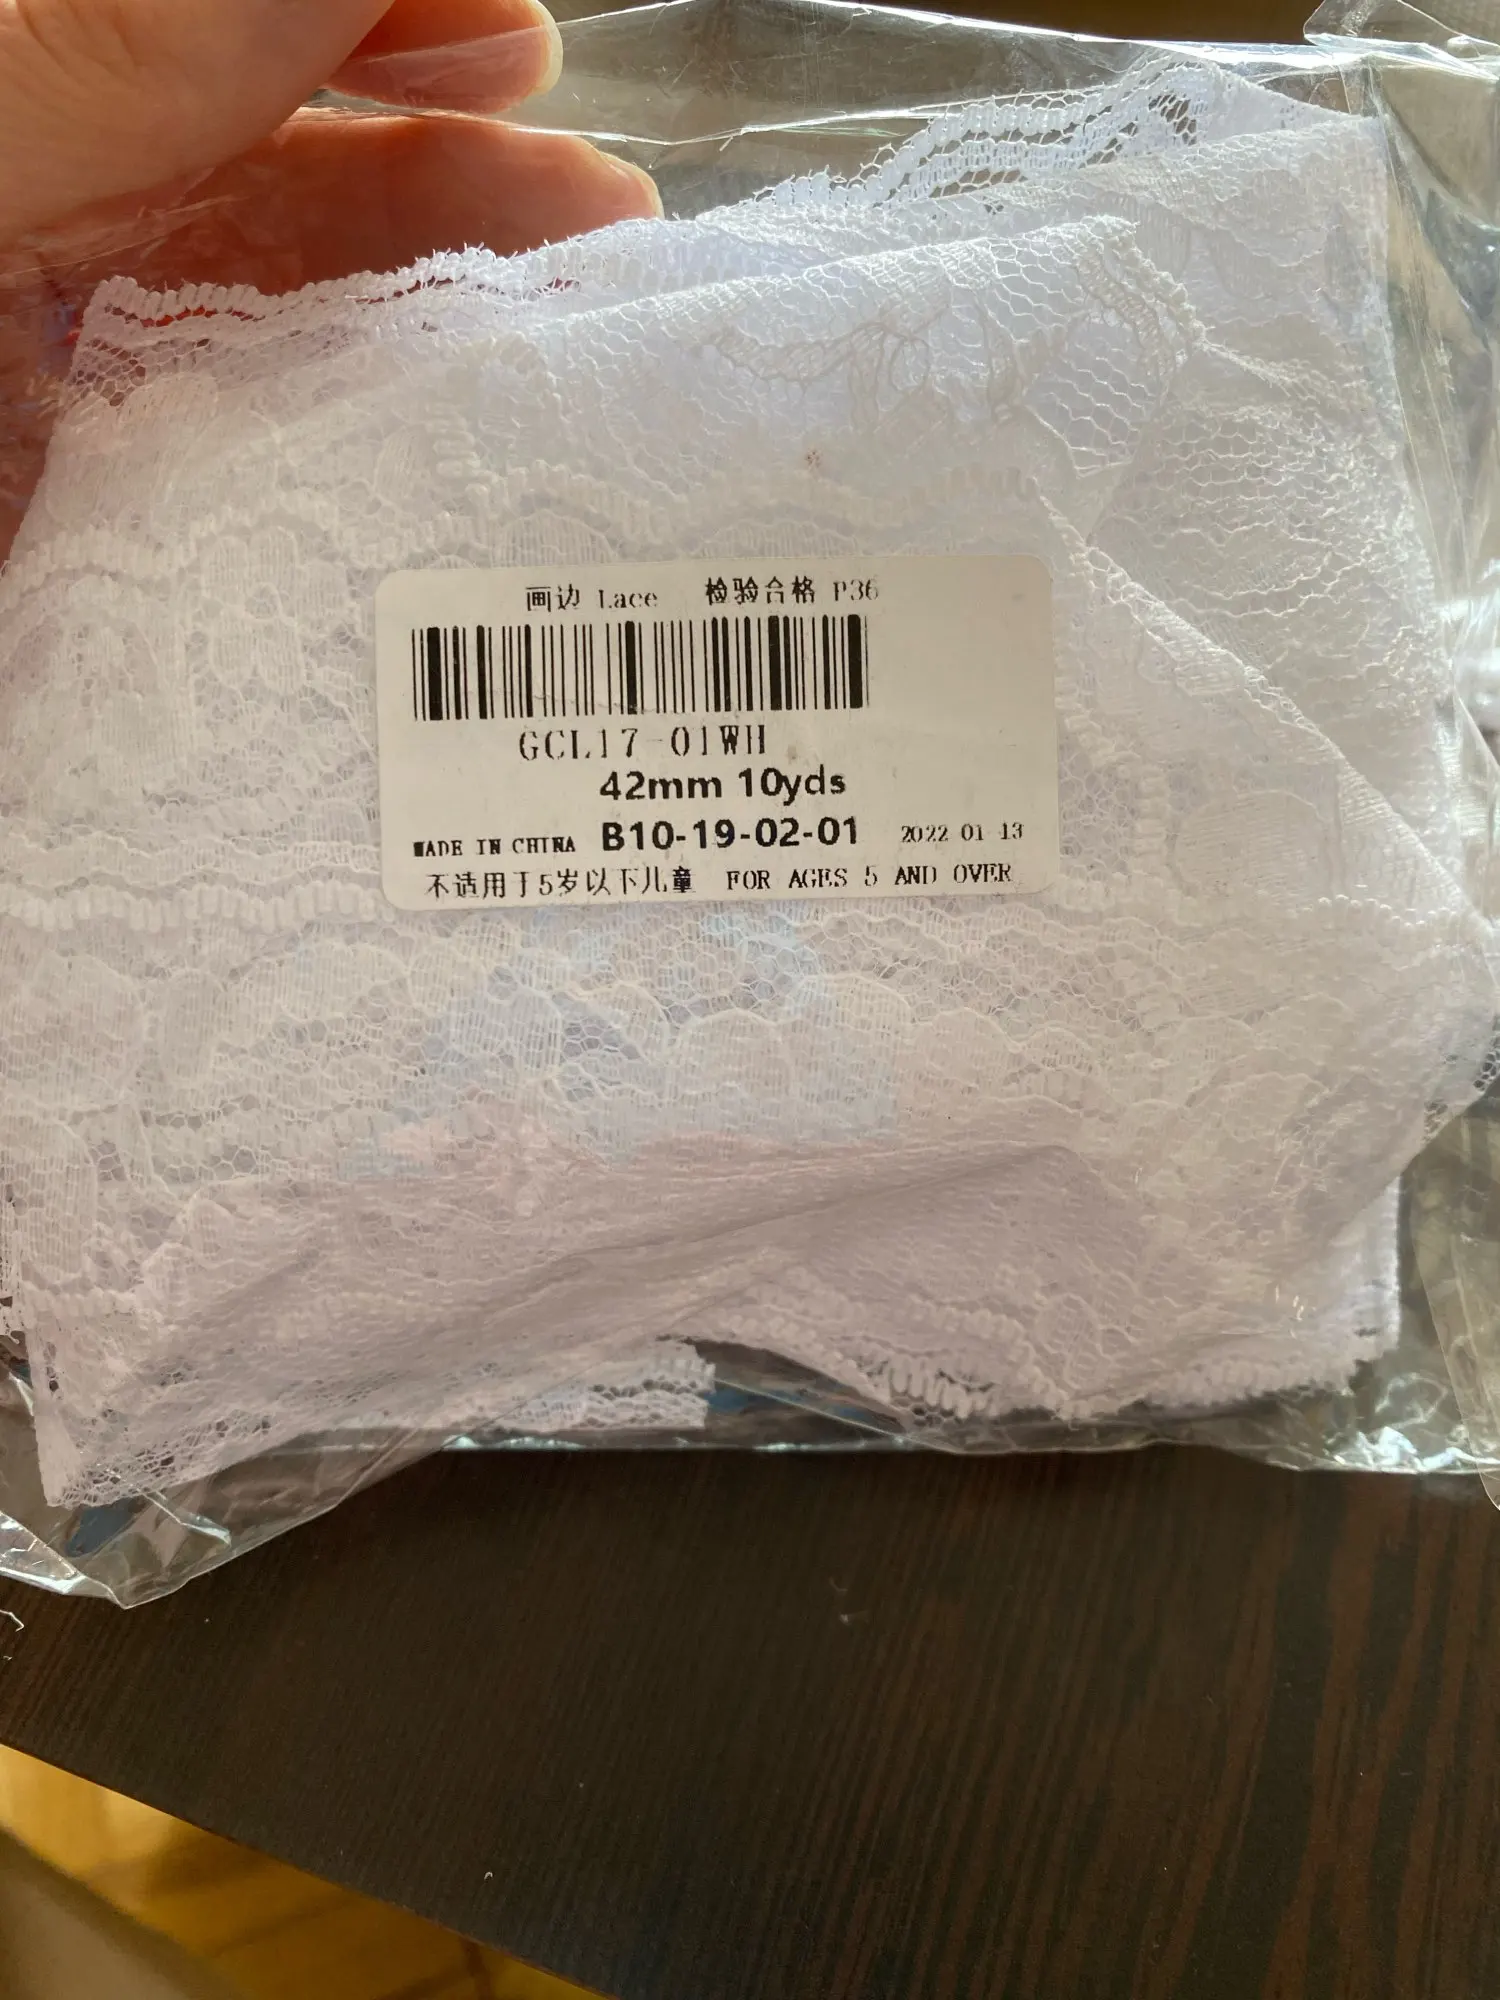 画边 Lace 检验合格 P36
GCL17-01WH
42mm 10yds
MADE IN CHINA B10-19-02-01 2022-01-13
不适用于5岁以下儿童 FOR AGES 5 AND OVER